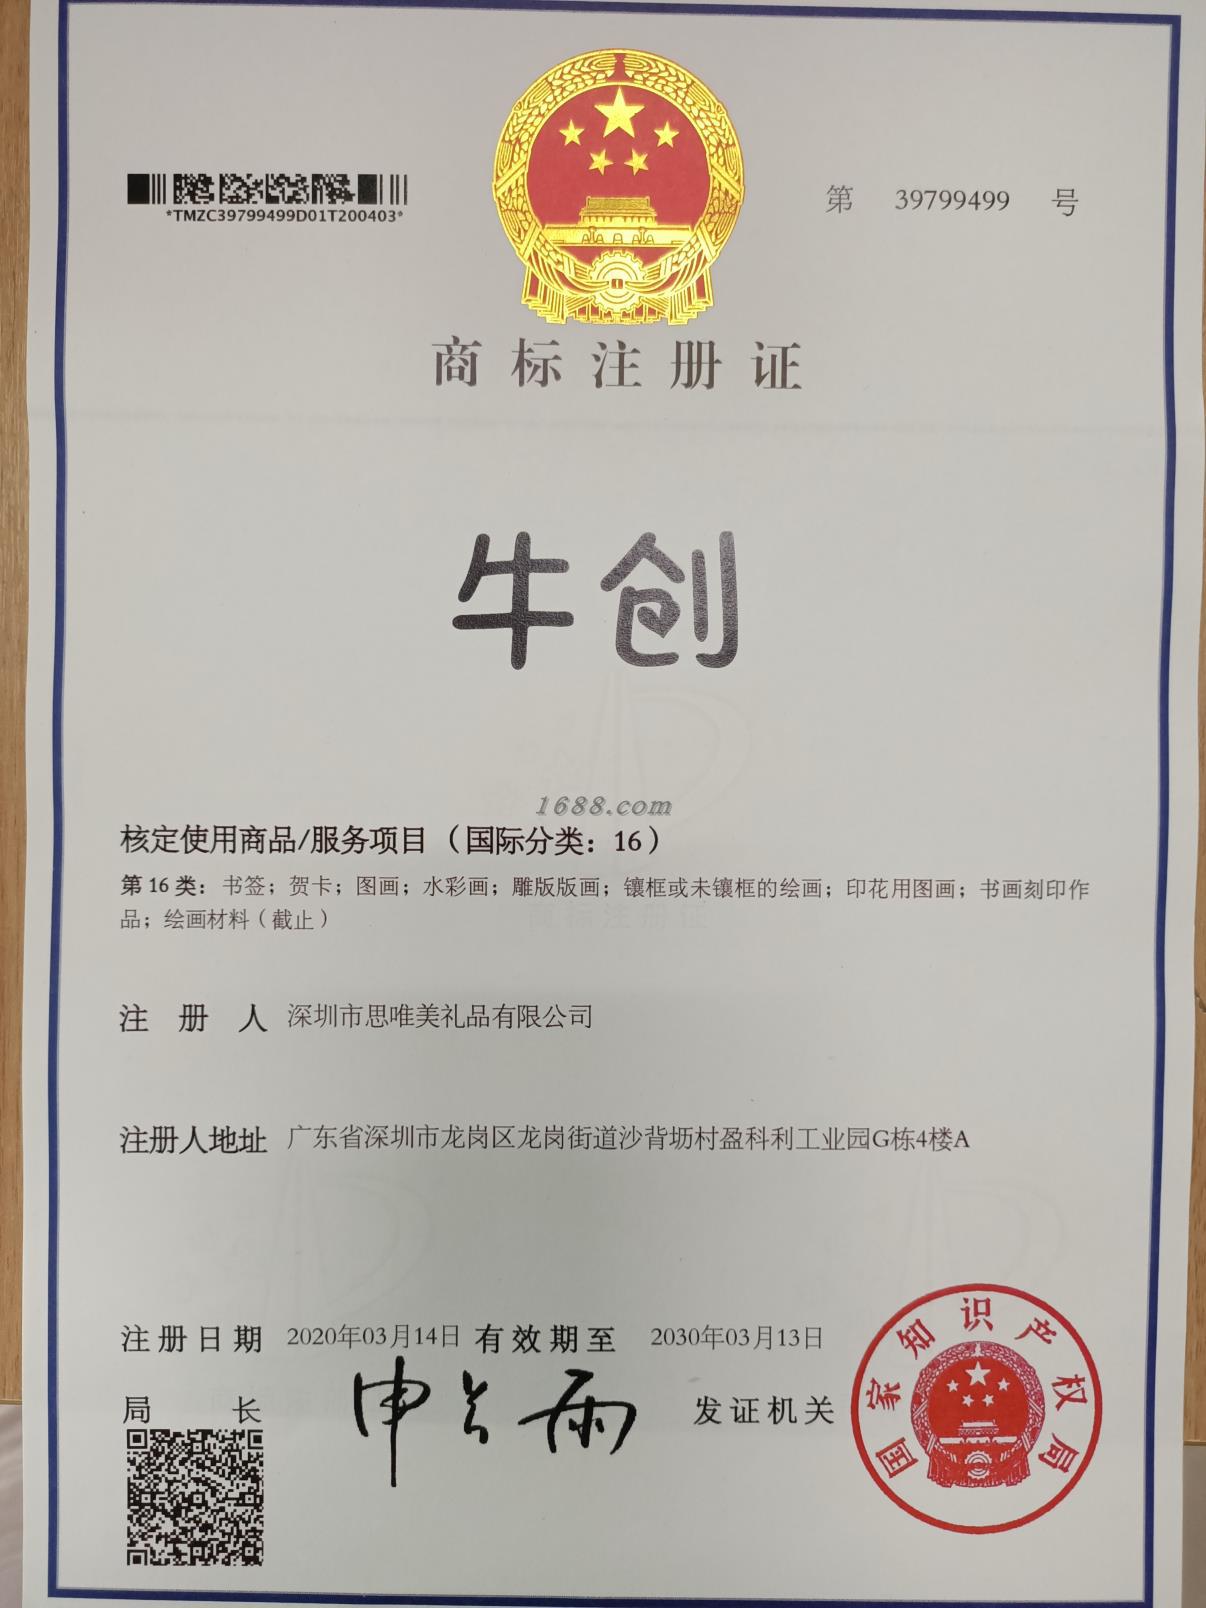 *TMZC39799499D01T200403*
第 39799499 号
商标注册证
牛创
1688.com
核定使用商品/服务项目（国际分类：16）
第16类：书签；贺卡；图画；水彩画；雕版版画；镶框或未镶框的绘画；印花用图画；书画刻印作
品；绘画材料（截止）
商标注册证
注册人 深圳市思唯美礼品有限公司
注册人地址 广东省深圳市龙岗区龙岗街道沙背坜村盈科利工业园G栋4楼A
注册日期 2020年03月14日 有效期至 2030年03月13日
局长 申长雨 发证机关
国家知识产权局